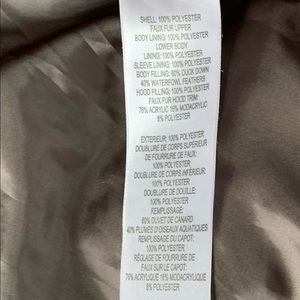 SHELL: 100% POLYESTER
FAUX FUR UPPER
BODY LINING: 100% POLYESTER
LOWER BODY
LINING: 100% POLYESTER
SLEEVE LINING: 100% POLYESTER
BODY FILLING: 60% DUCK DOWN
40% WATERFOWL FEATHERS
HOOD FILLING: 100% POLYESTER
FAUX FUR HOOD TRIM:
76% ACRYLIC 16% MODACRYLIC
8% POLYESTER
EXTERIEUR: 100% POLYESTER
DOUBLURE DE CORPS SUPÉRIEUR
DE FOURRURE DE FAUX:
100% POLYESTER
DOUBLURE DE CORPS INFÉRIEUR:
100% POLYESTER
DOUBLURE DE DOUILLE:
100% POLYESTER
REMPLISSAGE:
60% DUVET DE CANARD
40% PLUMES D'OISEAUX AQUATIQUES
REMPLISSAGE DU CAPOT:
100% POLYESTER
RÉGLAGE DE FOURRURE DE
FAUX SUR LE CAPOT:
76% ACRYLIQUE 16% MODACRYLIQUE
8% POLYESTER